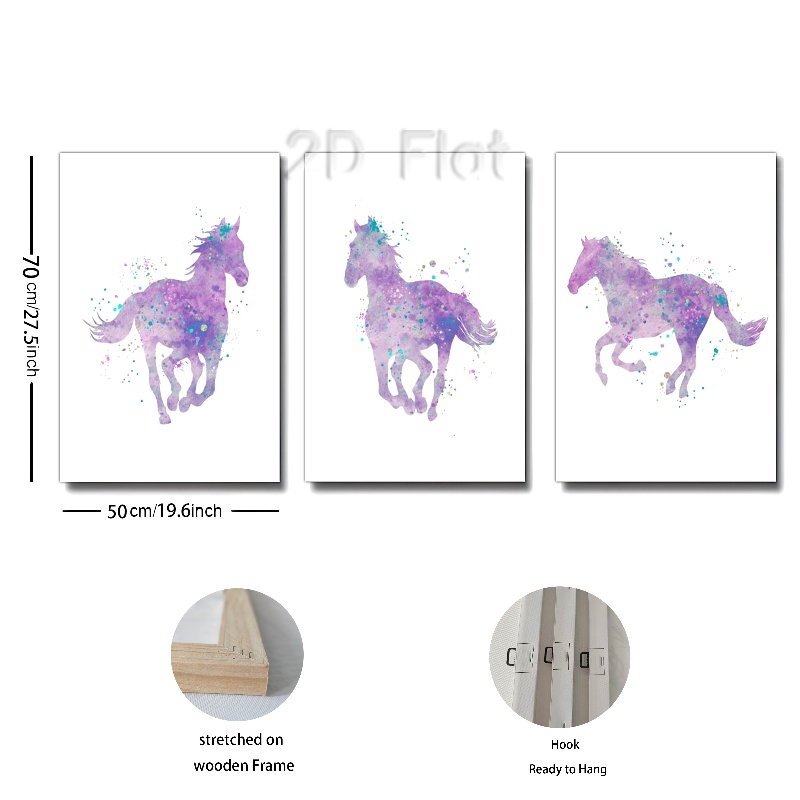 2D Flat
70 cm/27.5inch
50 cm/19.6inch
stretched on
wooden Frame
Hook
Ready to Hang